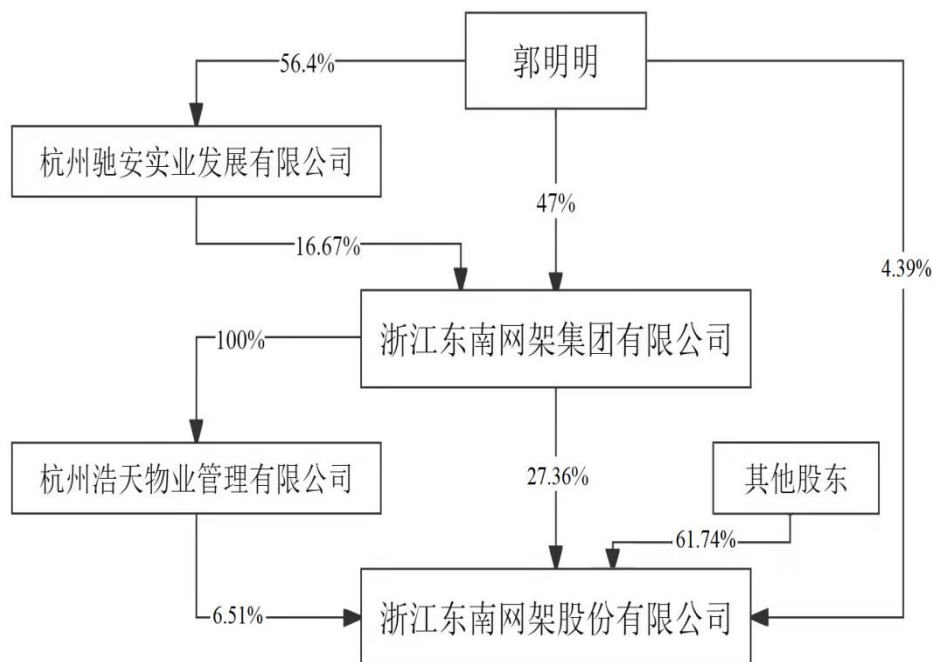 郭明明
56.4%
杭州驰安实业发展有限公司
47%
16.67%
4.39%
浙江东南网架集团有限公司
100%
杭州浩天物业管理有限公司
27.36%
其他股东
61.74%
6.51%
浙江东南网架股份有限公司